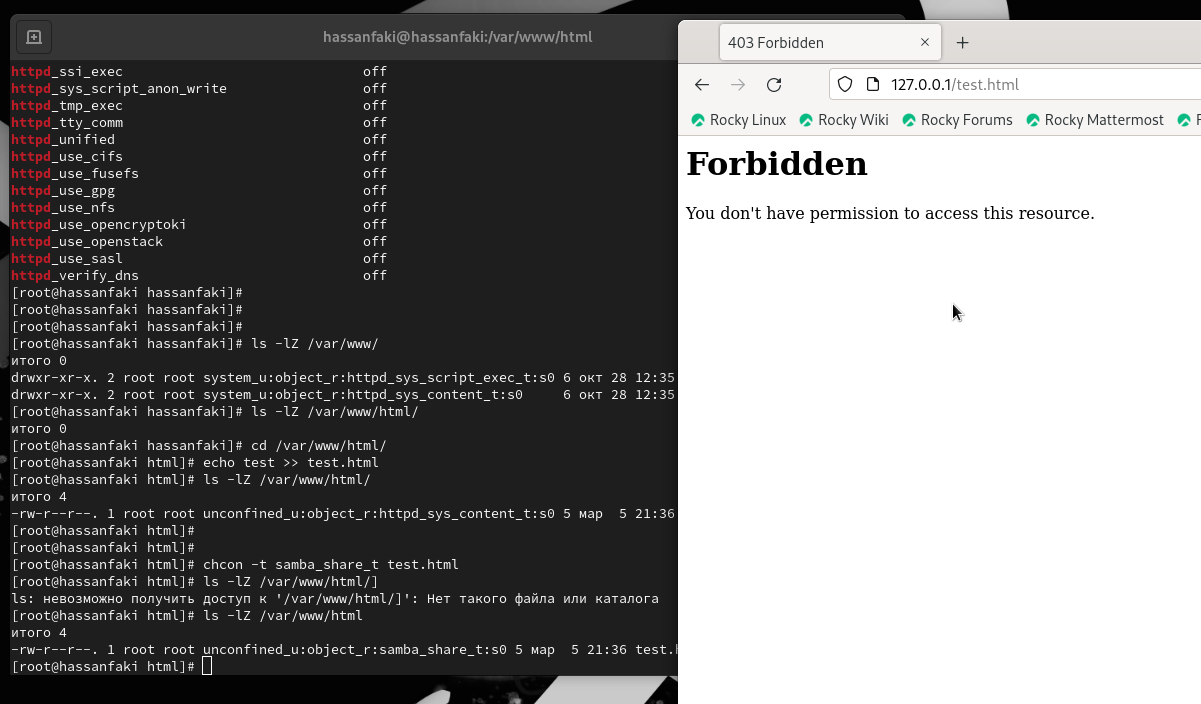 hassanfaki@hassanfaki:/var/www/html
httpd_ssi_exec off
httpd_sys_script_anon_write off
httpd_tmp_exec off
httpd_tty_comm off
httpd_unified off
httpd_use_cifs off
httpd_use_fusefs off
httpd_use_gpg off
httpd_use_nfs off
httpd_use_opencryptoki off
httpd_use_openstack off
httpd_use_sasl off
httpd_verify_dns off
[root@hassanfaki hassanfaki]#
[root@hassanfaki hassanfaki]#
[root@hassanfaki hassanfaki]#
[root@hassanfaki hassanfaki]# ls -lZ /var/www/
итого 0
drwxr-xr-x. 2 root root system_u:object_r:httpd_sys_script_exec_t:s0 6 окт 28 12:35
drwxr-xr-x. 2 root root system_u:object_r:httpd_sys_content_t:s0 6 окт 28 12:35
[root@hassanfaki hassanfaki]# ls -lZ /var/www/html/
итого 0
[root@hassanfaki hassanfaki]# cd /var/www/html/
[root@hassanfaki html]# echo test >> test.html
[root@hassanfaki html]# ls -lZ /var/www/html/
итого 4
-rw-r--r--. 1 root root unconfined_u:object_r:httpd_sys_content_t:s0 5 мар 5 21:36
[root@hassanfaki html]#
[root@hassanfaki html]#
[root@hassanfaki html]# chcon -t samba_share_t test.html
[root@hassanfaki html]# ls -lZ /var/www/html/]
ls: невозможно получить доступ к '/var/www/html/]': Нет такого файла или каталога
[root@hassanfaki html]# ls -lZ /var/www/html
итого 4
-rw-r--r--. 1 root root unconfined_u:object_r:samba_share_t:s0 5 мар 5 21:36 test.
[root@hassanfaki html]#
403 Forbidden
127.0.0.1/test.html
Rocky Linux Rocky Wiki Rocky Forums Rocky Mattermost
Forbidden
You don't have permission to access this resource.